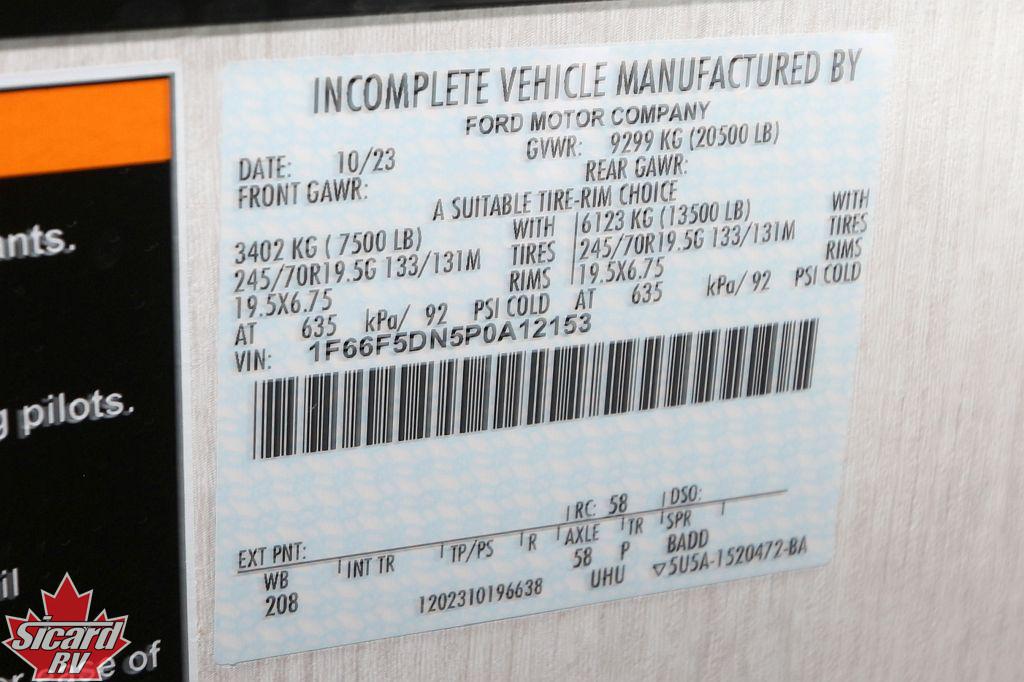 INCOMPLETE VEHICLE MANUFACTURED BY
FORD MOTOR COMPANY
DATE: 10/23 GVWR: 9299 KG (20500 LB)
FRONT GAWR: REAR GAWR:
A SUITABLE TIRE-RIM CHOICE
3402 KG ( 7500 LB ) WITH 6123 KG (13500 LB) WITH
245/70R19.5G 133/131M TIRES 245/70R19.5G 133/131M TIRES
19.5X6.75 RIMS 19.5X6.75 RIMS
AT 635 kPa/ 92 PSI COLD AT 635 kPa/ 92 PSI COLD
VIN: 1F66F5DN5P0A12153
EXT PNT: RC: 58 DSO:
WB INT TR TP/PS R AXLE TR SPR
208 58 P BADD
1202310196638 UHU ▽5U5A-1520472-BA
ants.
g pilots.
il
of
Sicard
RV